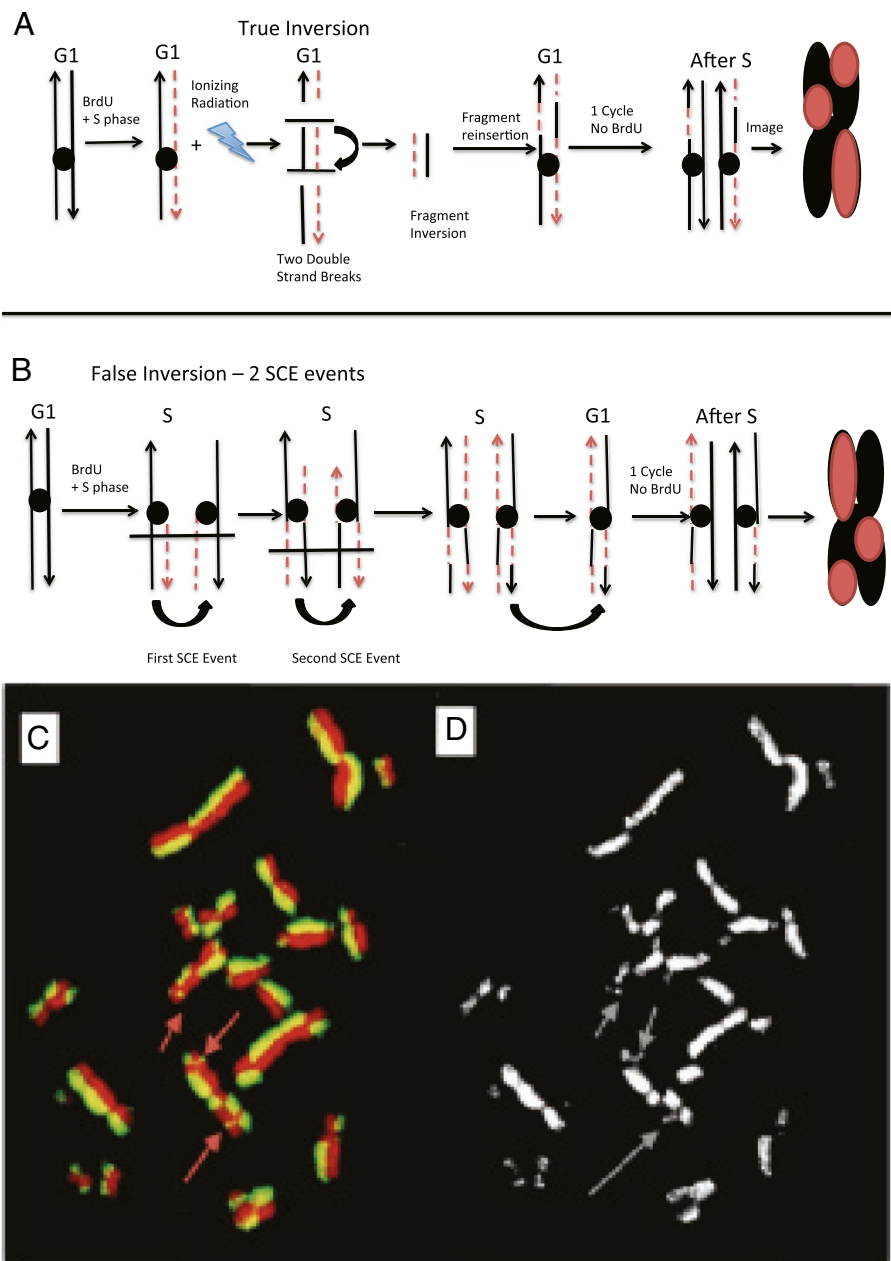 A
True Inversion
G1
G1
G1
G1
After S
BrdU
+ S phase
Ionizing
Radiation
+
Fragment
reinsertion
1 Cycle
No BrdU
Image
Fragment
Inversion
Two Double
Strand Breaks
B
False Inversion – 2 SCE events
G1
S
S
S
G1
After S
BrdU
+ S phase
1 Cycle
No BrdU
First SCE Event
Second SCE Event
C
D